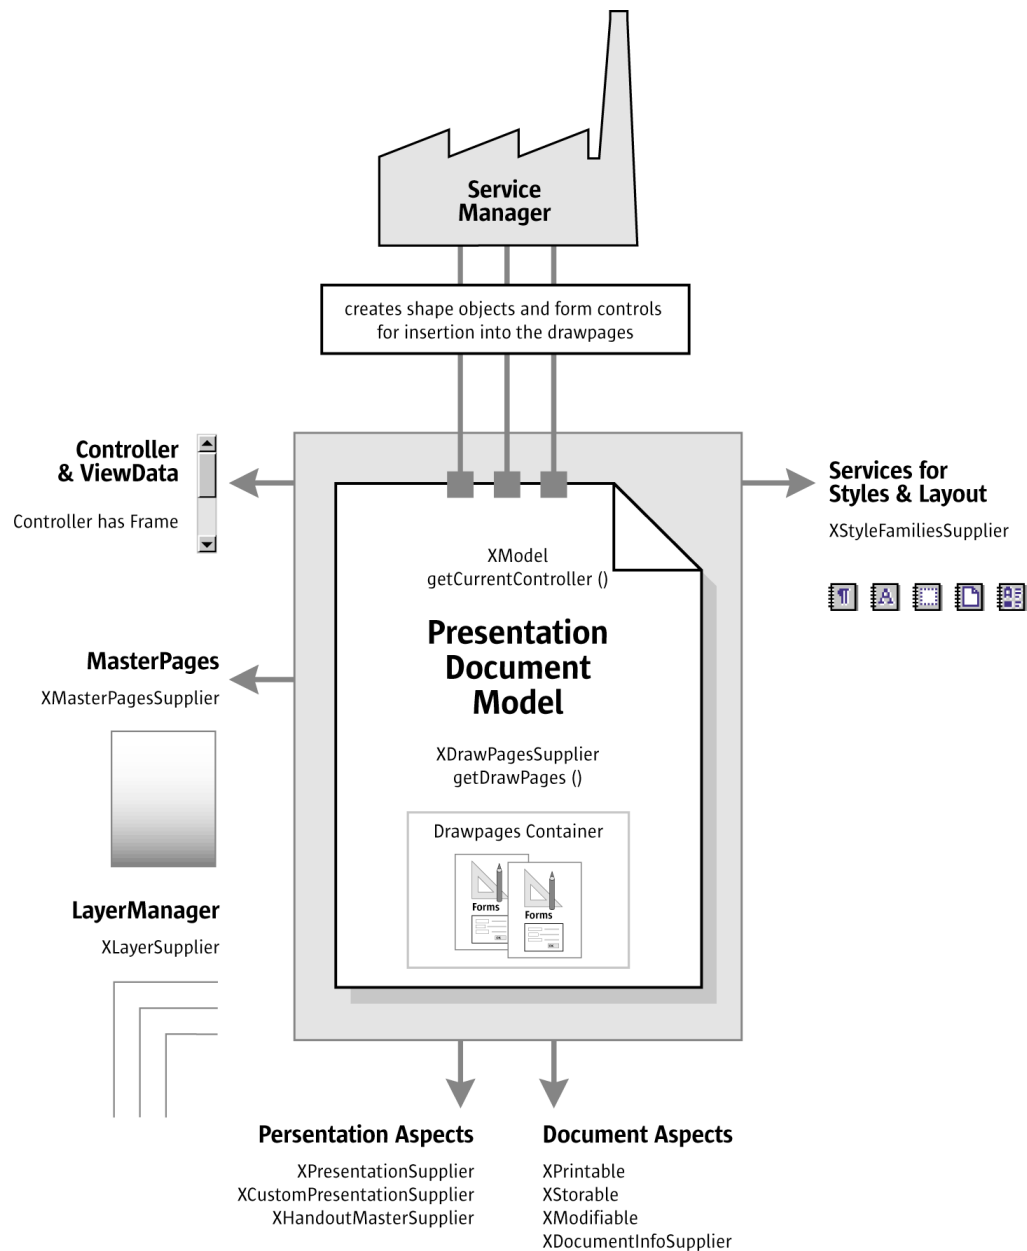 Service
Manager
creates shape objects and form controls
for insertion into the drawpages
Controller
& ViewData
Controller has Frame
Services for
Styles & Layout
XStyleFamiliesSupplier
XModel
getCurrentController ()
Presentation
Document
Model
MasterPages
XMasterPagesSupplier
XDrawPagesSupplier
getDrawPages ()
Drawpages Container
Forms
Forms
LayerManager
XLayerSupplier
Persentation Aspects
XPresentationSupplier
XCustomPresentationSupplier
XHandoutMasterSupplier
Document Aspects
XPrintable
XStorable
XModifiable
XDocumentInfoSupplier